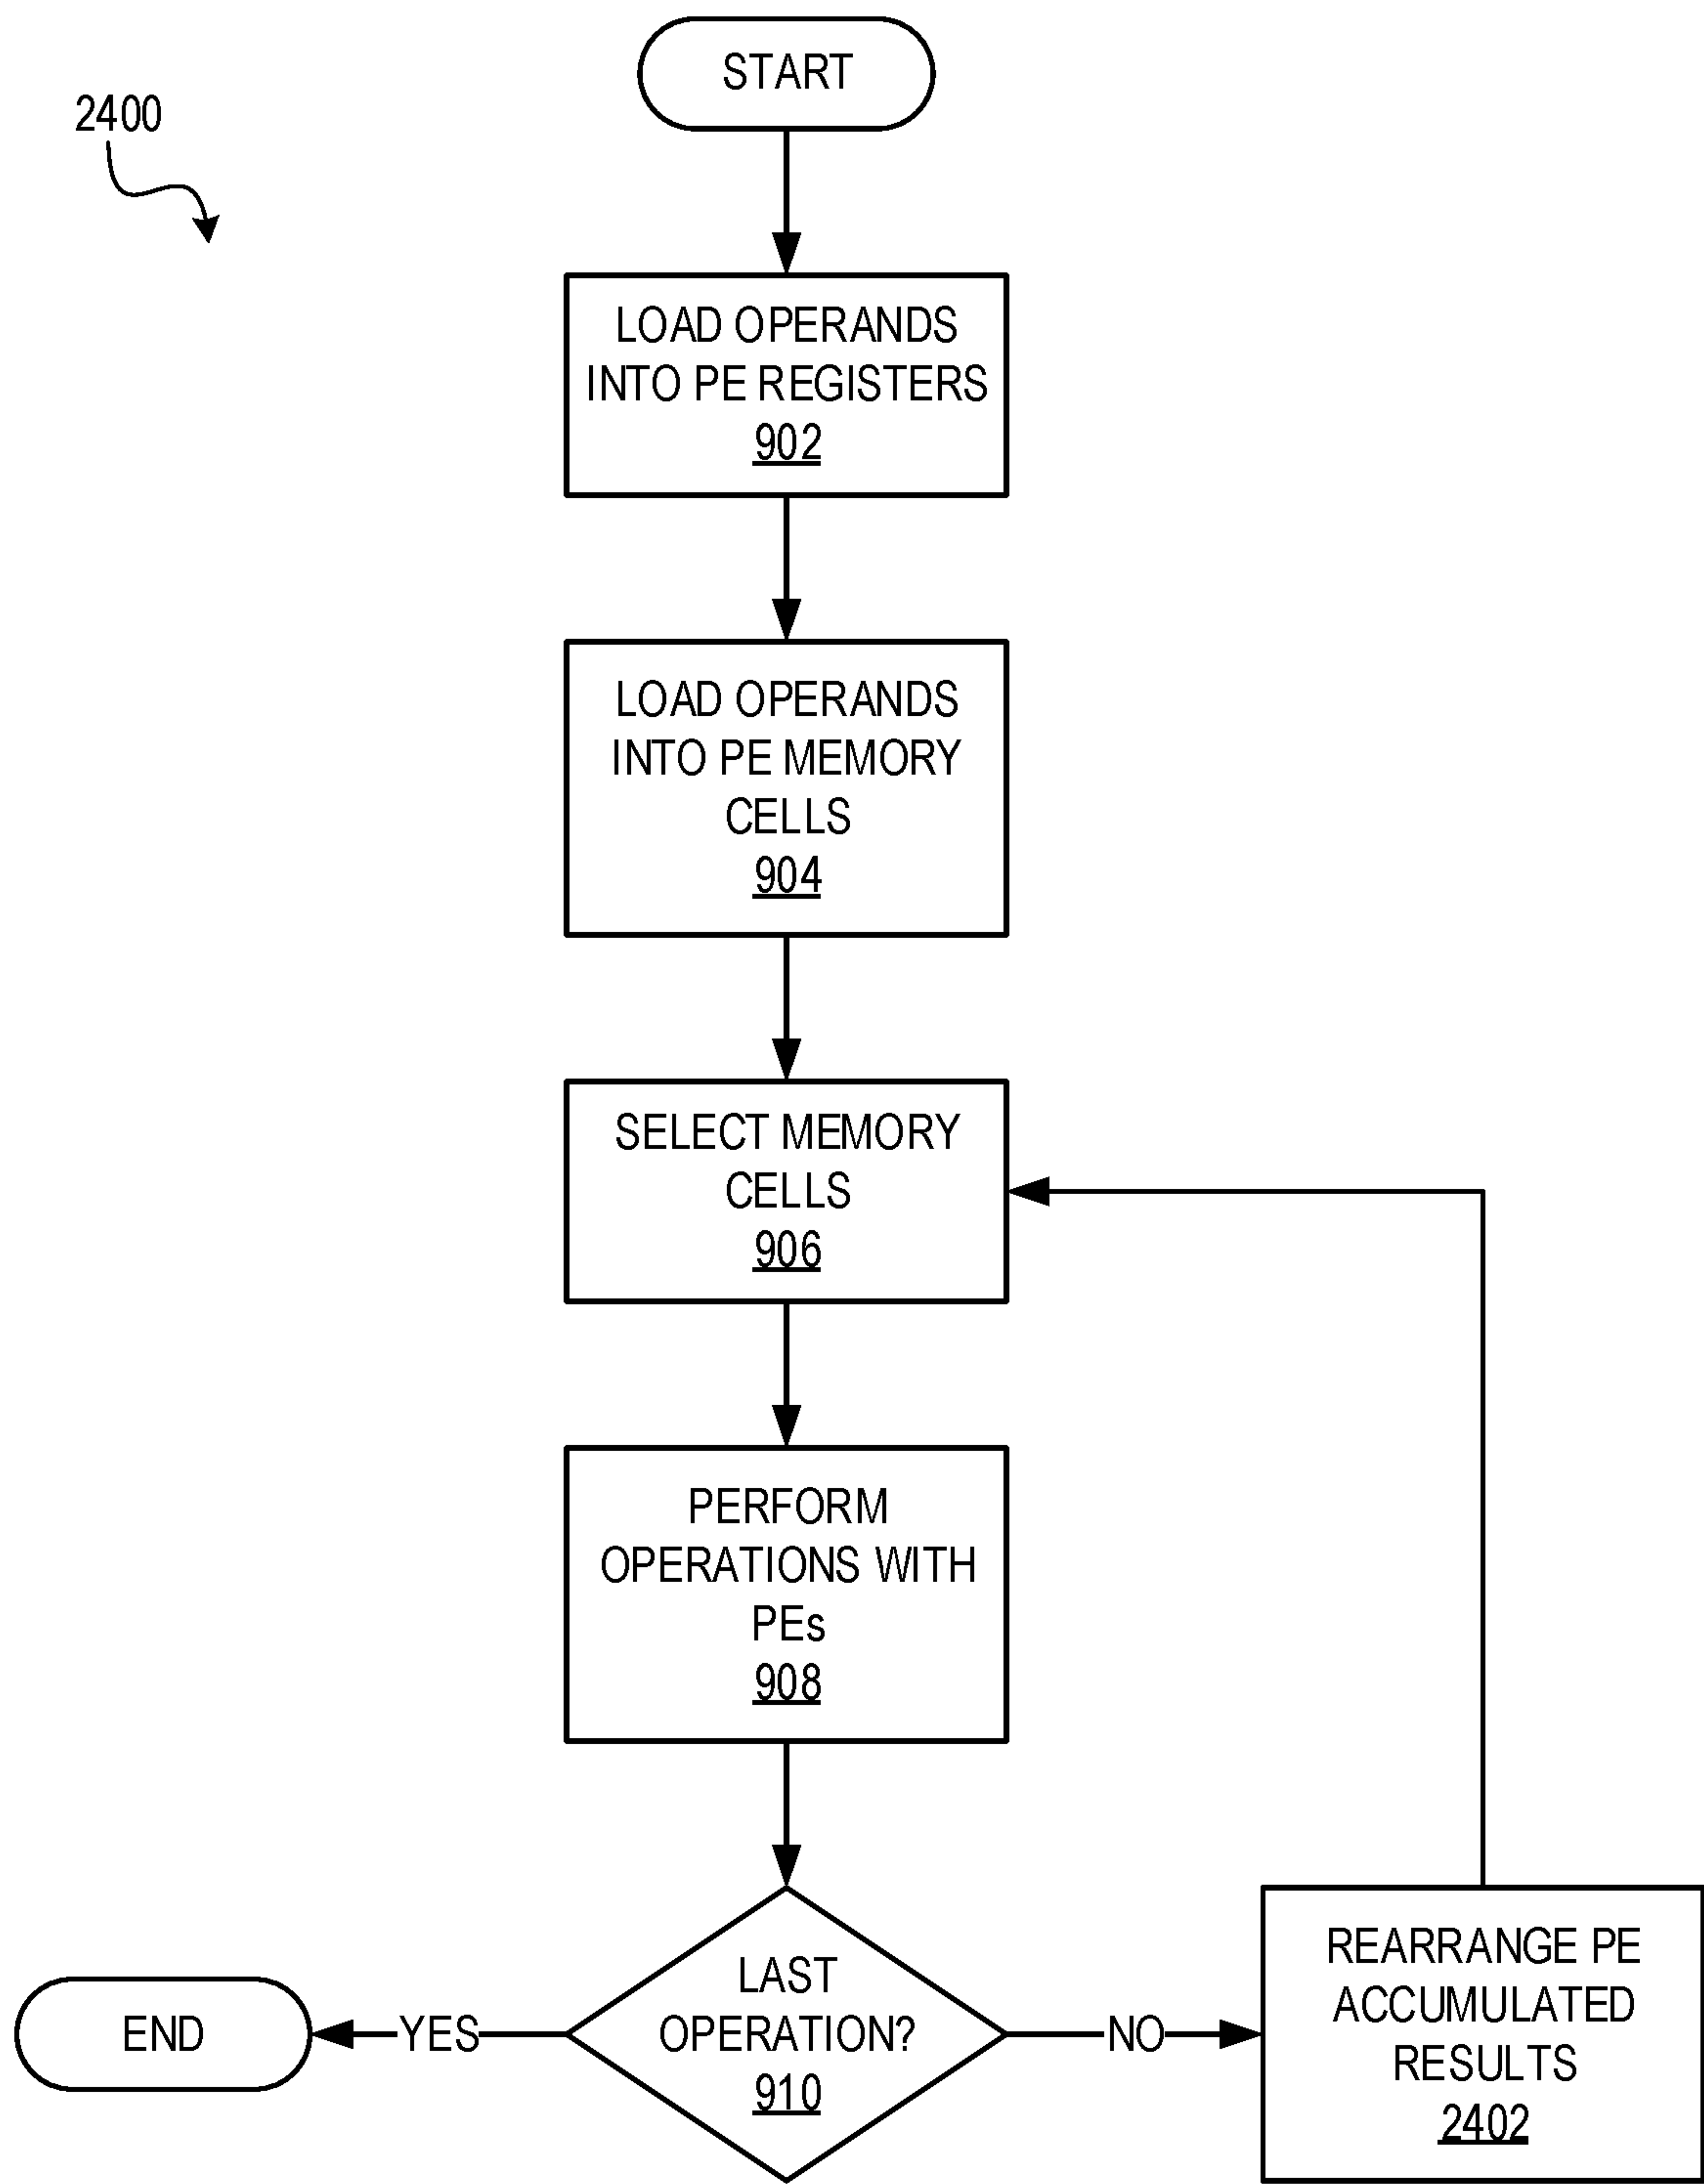 START
2400
LOAD OPERANDS
INTO PE REGISTERS
902
LOAD OPERANDS
INTO PE MEMORY
CELLS
904
SELECT MEMORY
CELLS
906
PERFORM
OPERATIONS WITH
PEs
908
LAST
OPERATION?
910
YES
END
NO
REARRANGE PE
ACCUMULATED
RESULTS
2402